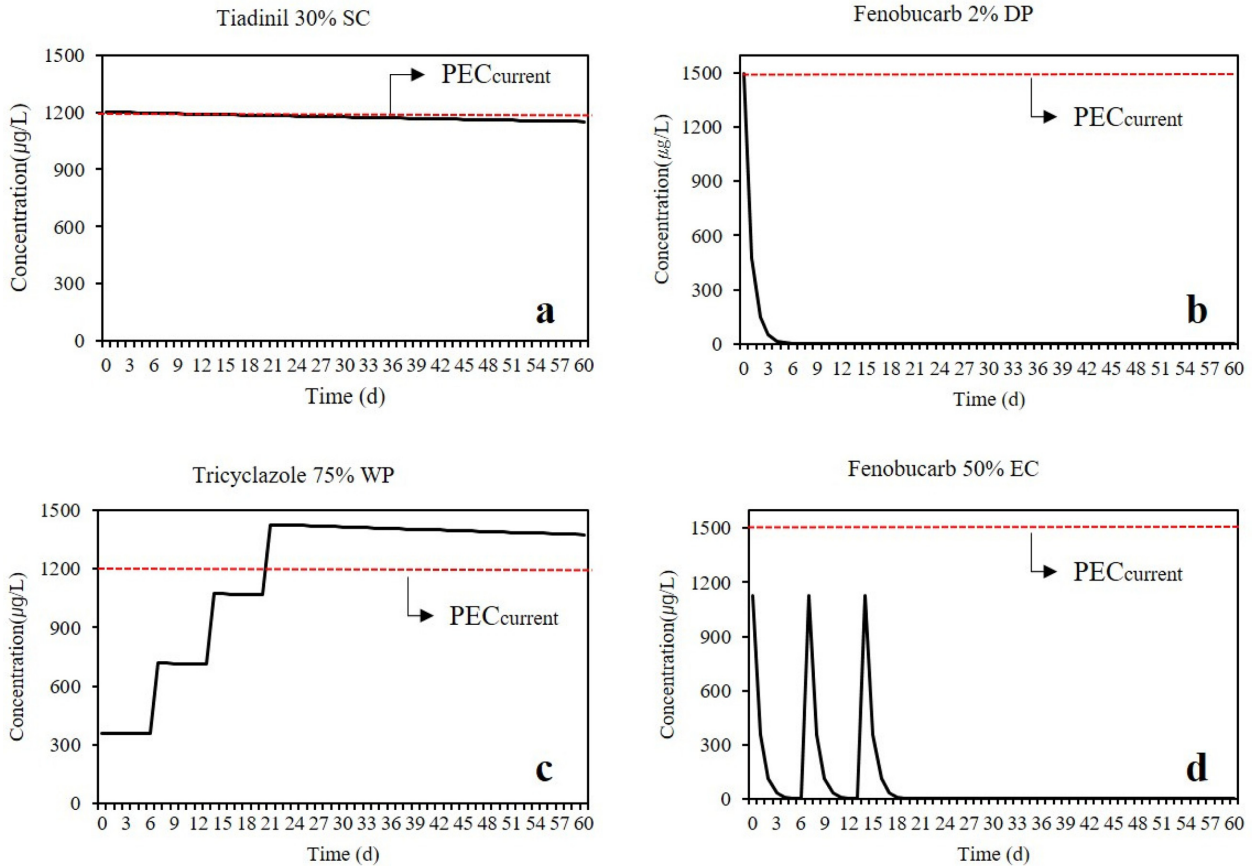 Tiadinil 30% SC
1500
1200
900
600
300
0
Concentration(µg/L)
PECcurrent
a
0 3 6 9 12 15 18 21 24 27 30 33 36 39 42 45 48 51 54 57 60
Time (d)
Fenobucarb 2% DP
1500
1200
900
600
300
0
Concentration(µg/L)
PECcurrent
b
0 3 6 9 12 15 18 21 24 27 30 33 36 39 42 45 48 51 54 57 60
Time (d)
Tricyclazole 75% WP
1500
1200
900
600
300
0
Concentration(µg/L)
PECcurrent
c
0 3 6 9 12 15 18 21 24 27 30 33 36 39 42 45 48 51 54 57 60
Time (d)
Fenobucarb 50% EC
1500
1200
900
600
300
0
Concentration(µg/L)
PECcurrent
d
0 3 6 9 12 15 18 21 24 27 30 33 36 39 42 45 48 51 54 57 60
Time (d)